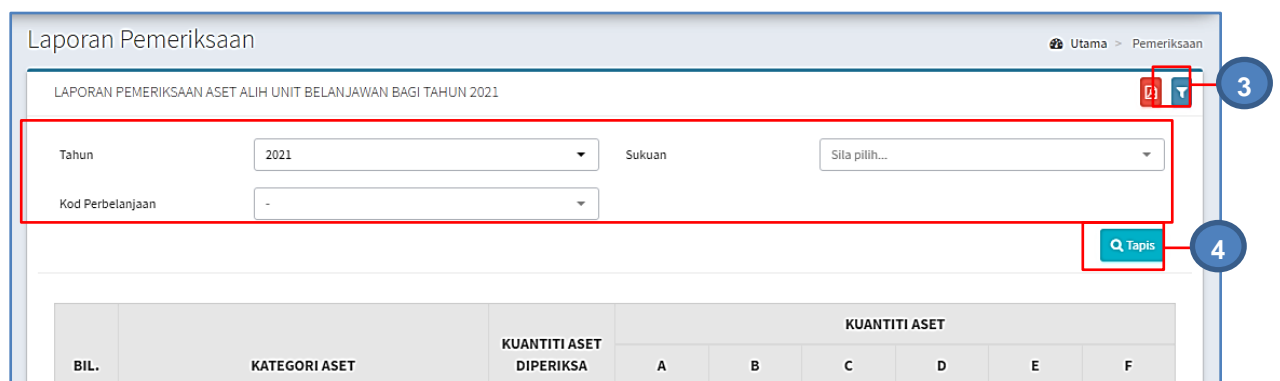 Laporan Pemeriksaan
Utama > Pemeriksaan
LAPORAN PEMERIKSAAN ASET ALIH UNIT BELANJAWAN BAGI TAHUN 2021
3
Tahun
2021
Sukuan
Sila pilih...
Kod Perbelanjaan
-
Tapis
4
BIL.
KATEGORI ASET
KUANTITI ASET
DIPERIKSA
KUANTITI ASET
A B C D E F